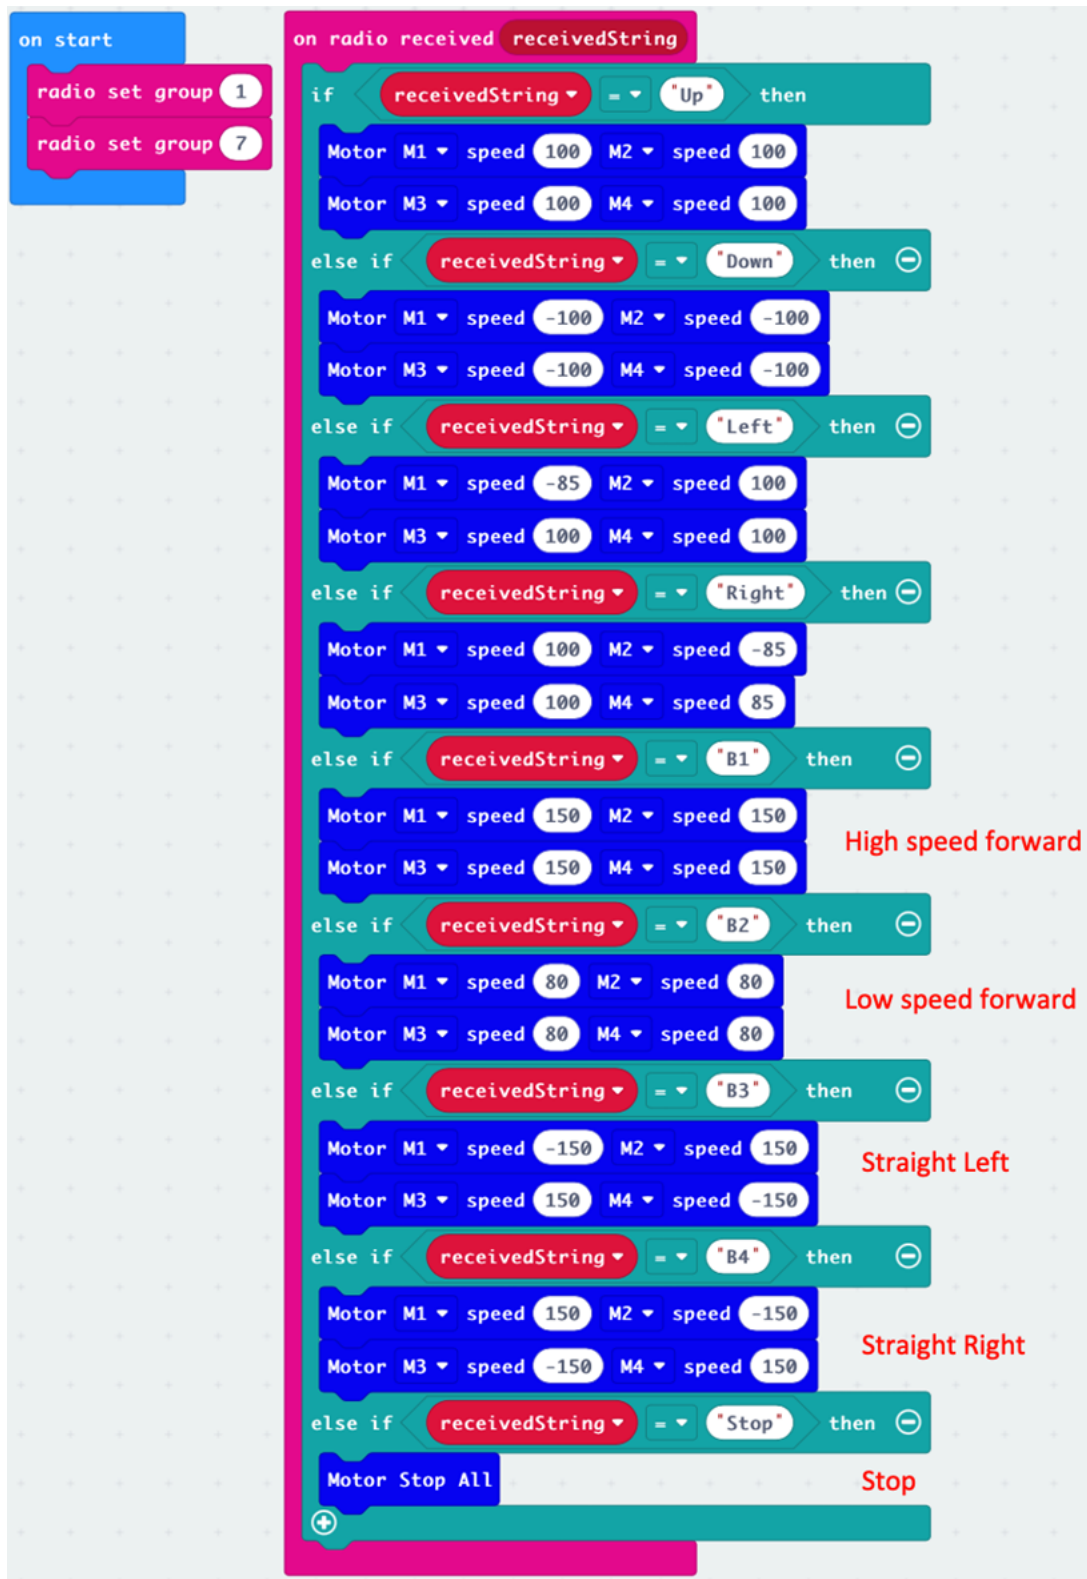 on start
radio set group 1
radio set group 7
on radio received receivedString
if receivedString = "Up" then
Motor M1 speed 100 M2 speed 100
Motor M3 speed 100 M4 speed 100
else if receivedString = "Down" then
Motor M1 speed -100 M2 speed -100
Motor M3 speed -100 M4 speed -100
else if receivedString = "Left" then
Motor M1 speed -85 M2 speed 100
Motor M3 speed 100 M4 speed 100
else if receivedString = "Right" then
Motor M1 speed 100 M2 speed -85
Motor M3 speed 100 M4 speed 85
else if receivedString = "B1" then
Motor M1 speed 150 M2 speed 150
High speed forward
Motor M3 speed 150 M4 speed 150
else if receivedString = "B2" then
Motor M1 speed 80 M2 speed 80
Low speed forward
Motor M3 speed 80 M4 speed 80
else if receivedString = "B3" then
Motor M1 speed -150 M2 speed 150
Straight Left
Motor M3 speed 150 M4 speed -150
else if receivedString = "B4" then
Motor M1 speed 150 M2 speed -150
Straight Right
Motor M3 speed -150 M4 speed 150
else if receivedString = "Stop" then
Motor Stop All
Stop